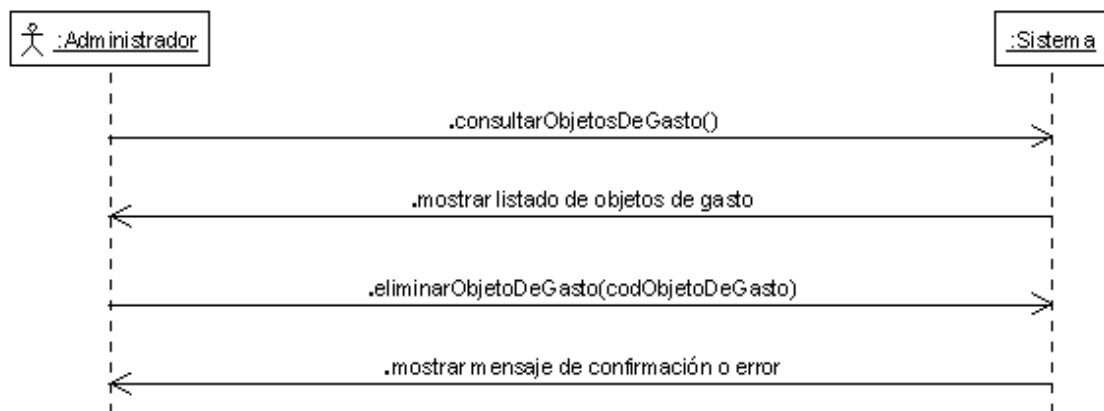 :Administrador
:Sistema
.consultarObjetosDeGasto()
.mostrar listado de objetos de gasto
.eliminarObjetoDeGasto(codObjetoDeGasto)
.mostrar mensaje de confirmación o error